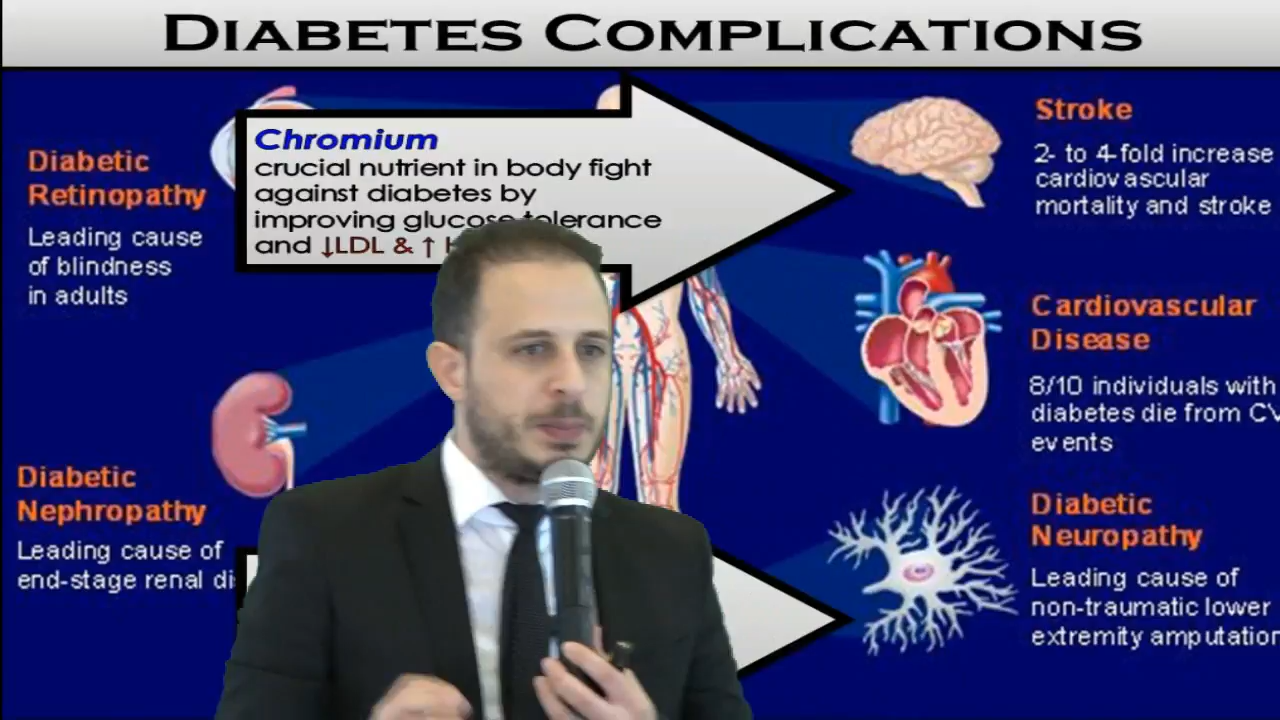 DIABETES COMPLICATIONS
Diabetic
Retinopathy
Leading cause
of blindness
in adults
Chromium
crucial nutrient in body fight
against diabetes by
improving glucose tolerance
and ↓LDL & ↑
Stroke
2- to 4-fold increase
cardiovascular
mortality and stroke
Cardiovascular
Disease
8/10 individuals with
diabetes die from CV
events
Diabetic
Nephropathy
Leading cause of
end-stage renal
Diabetic
Neuropathy
Leading cause of
non-traumatic lower
extremity